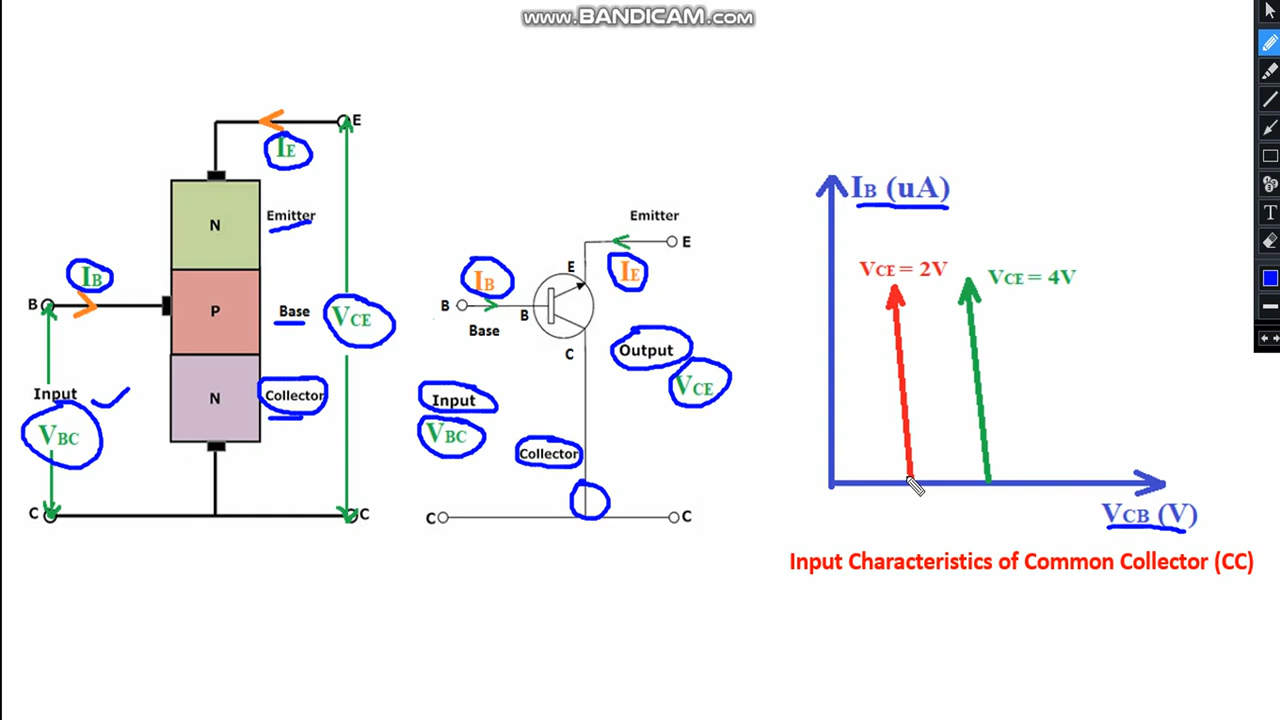 www.BANDICAM.com
E
IE
N
Emitter
IB
B
P
Base
VCE
Input
VBC
N
Collector
C
C
Emitter
E
E
IB
IE
B
B
Base
C
Output
VCE
Input
VBC
Collector
C
C
IB (uA)
VCE = 2V
VCE = 4V
VCB (V)
Input Characteristics of Common Collector (CC)
T